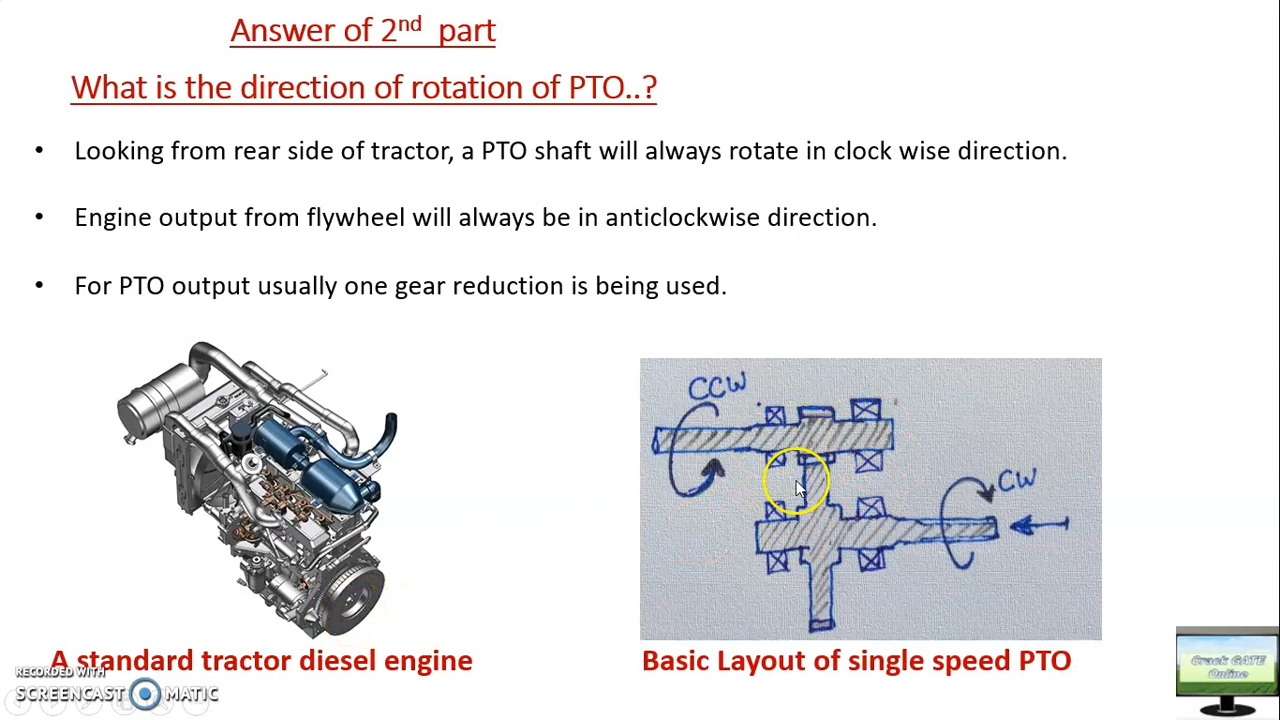 Answer of 2nd part
What is the direction of rotation of PTO..?
• Looking from rear side of tractor, a PTO shaft will always rotate in clock wise direction.
• Engine output from flywheel will always be in anticlockwise direction.
• For PTO output usually one gear reduction is being used.
CCW
CW
A standard tractor diesel engine
Basic Layout of single speed PTO
RECORDED WITH
SCREENCAST MATIC
Crack GATE
Online